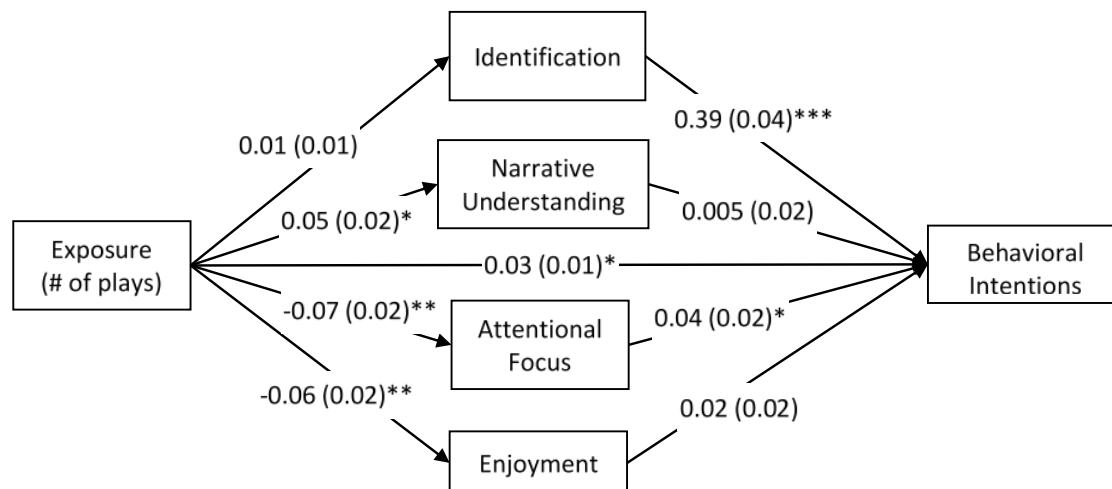 Identification
0.39 (0.04)***
0.01 (0.01)
Narrative
Understanding
0.05 (0.02)*
0.005 (0.02)
Exposure
(# of plays)
0.03 (0.01)*
Behavioral
Intentions
-0.07 (0.02)**
Attentional
Focus
0.04 (0.02)*
-0.06 (0.02)**
0.02 (0.02)
Enjoyment